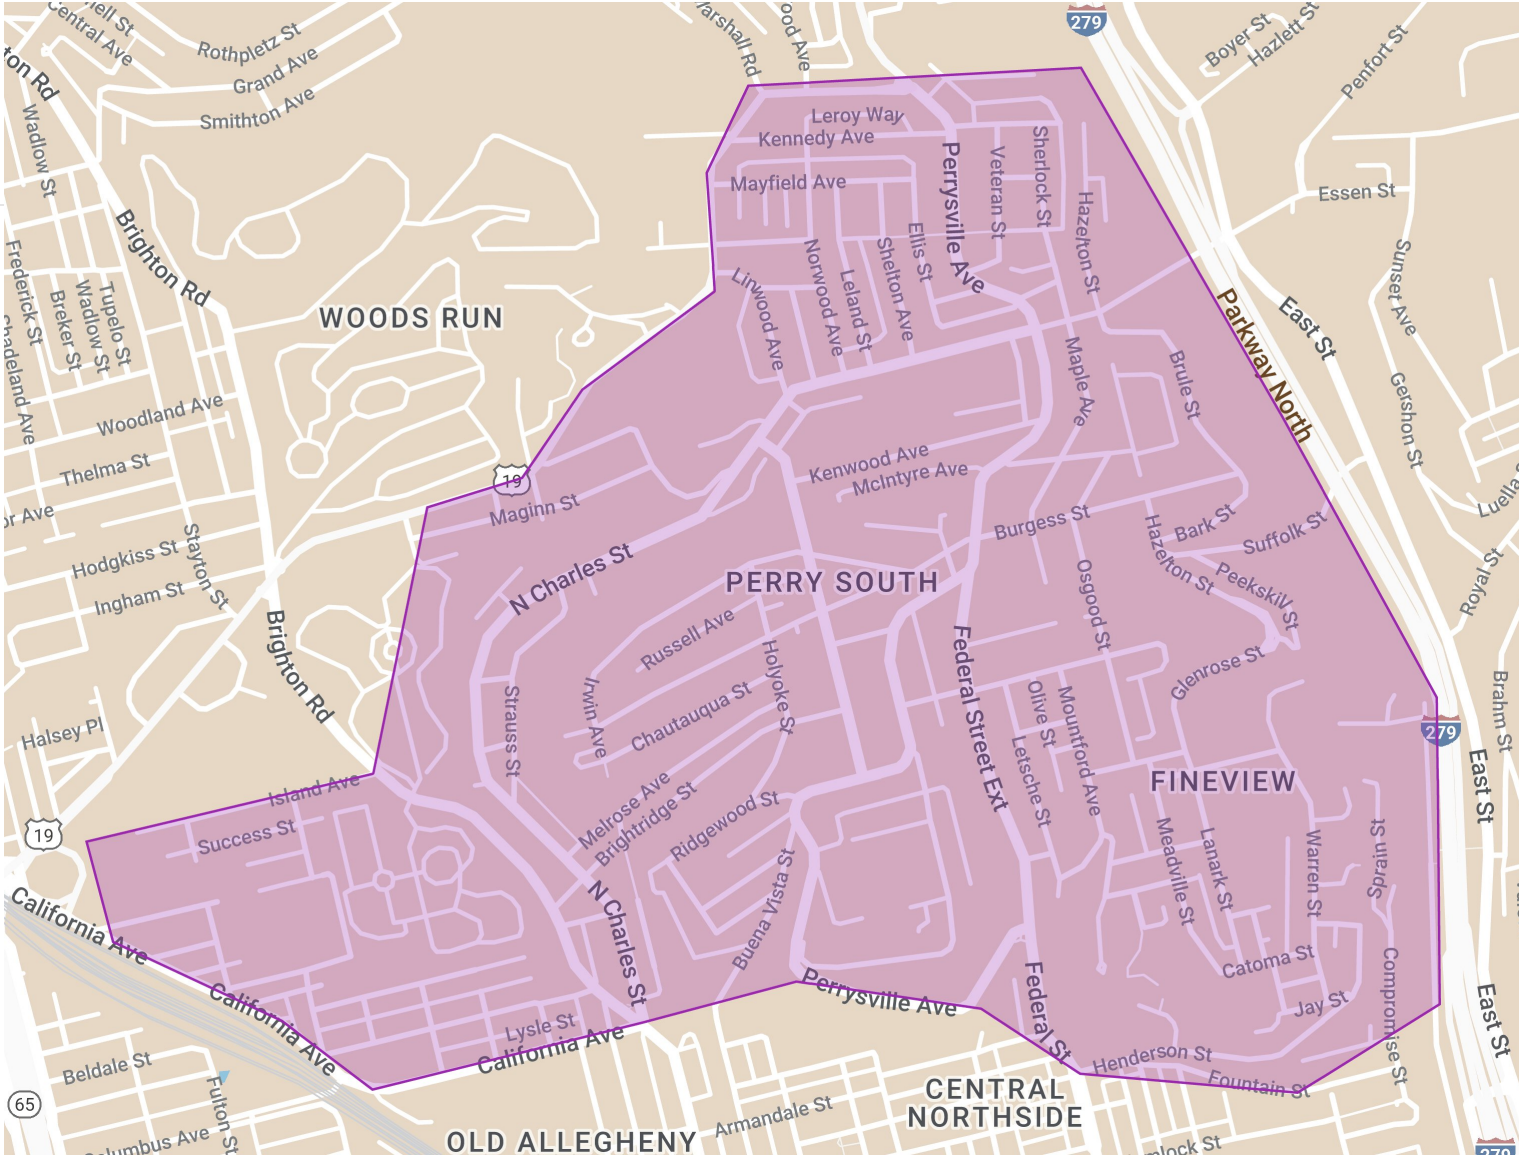 Central Ave
Rothpletz St
Grand Ave
Smithton Ave
Wadlow St
Brighton Rd
Frederick St
Breker St
Wadlow St
Tupelo St
Woodland Ave
Thelma St
Hodgkiss St
Ingham St
Stayton St
Brighton Rd
Halsey Pl
WOODS RUN
19
Maginn St
N Charles St
279
Boyer St
Hazlett St
Penfort St
Essen St
Sunset Ave
Gershon St
Luella
Royal St
Brahm St
East St
Parkway North
Leroy Way
Kennedy Ave
Mayfield Ave
Perrysville Ave
Veteran St
Sherlock St
Hazelton St
Linwood Ave
Norwood Ave
Leland St
Shelton Ave
Ellis St
Maple Ave
Brule St
Kenwood Ave
McIntyre Ave
Burgess St
Bark St
Suffolk St
Hazelton St
Peekskill St
Osgood St
Glenrose St
PERRY SOUTH
Russell Ave
Holyoke St
Irwin Ave
Chautauqua St
Strauss St
Melrose Ave
Brightridge St
Ridgewood St
Buena Vista St
Federal Street Ext
Olive St
Mountford Ave
Letsche St
FINEVIEW
279
East St
Meadville St
Lanark St
Warren St
Sprain St
Catoma St
Jay St
Compromise St
Henderson St
Fountain St
East St
Island Ave
Success St
19
California Ave
California Ave
N Charles St
Lysle St
California Ave
Perrysville Ave
Federal St
Beldale St
Fulton St
65
OLD ALLEGHENY
Armandale St
CENTRAL
NORTHSIDE
279